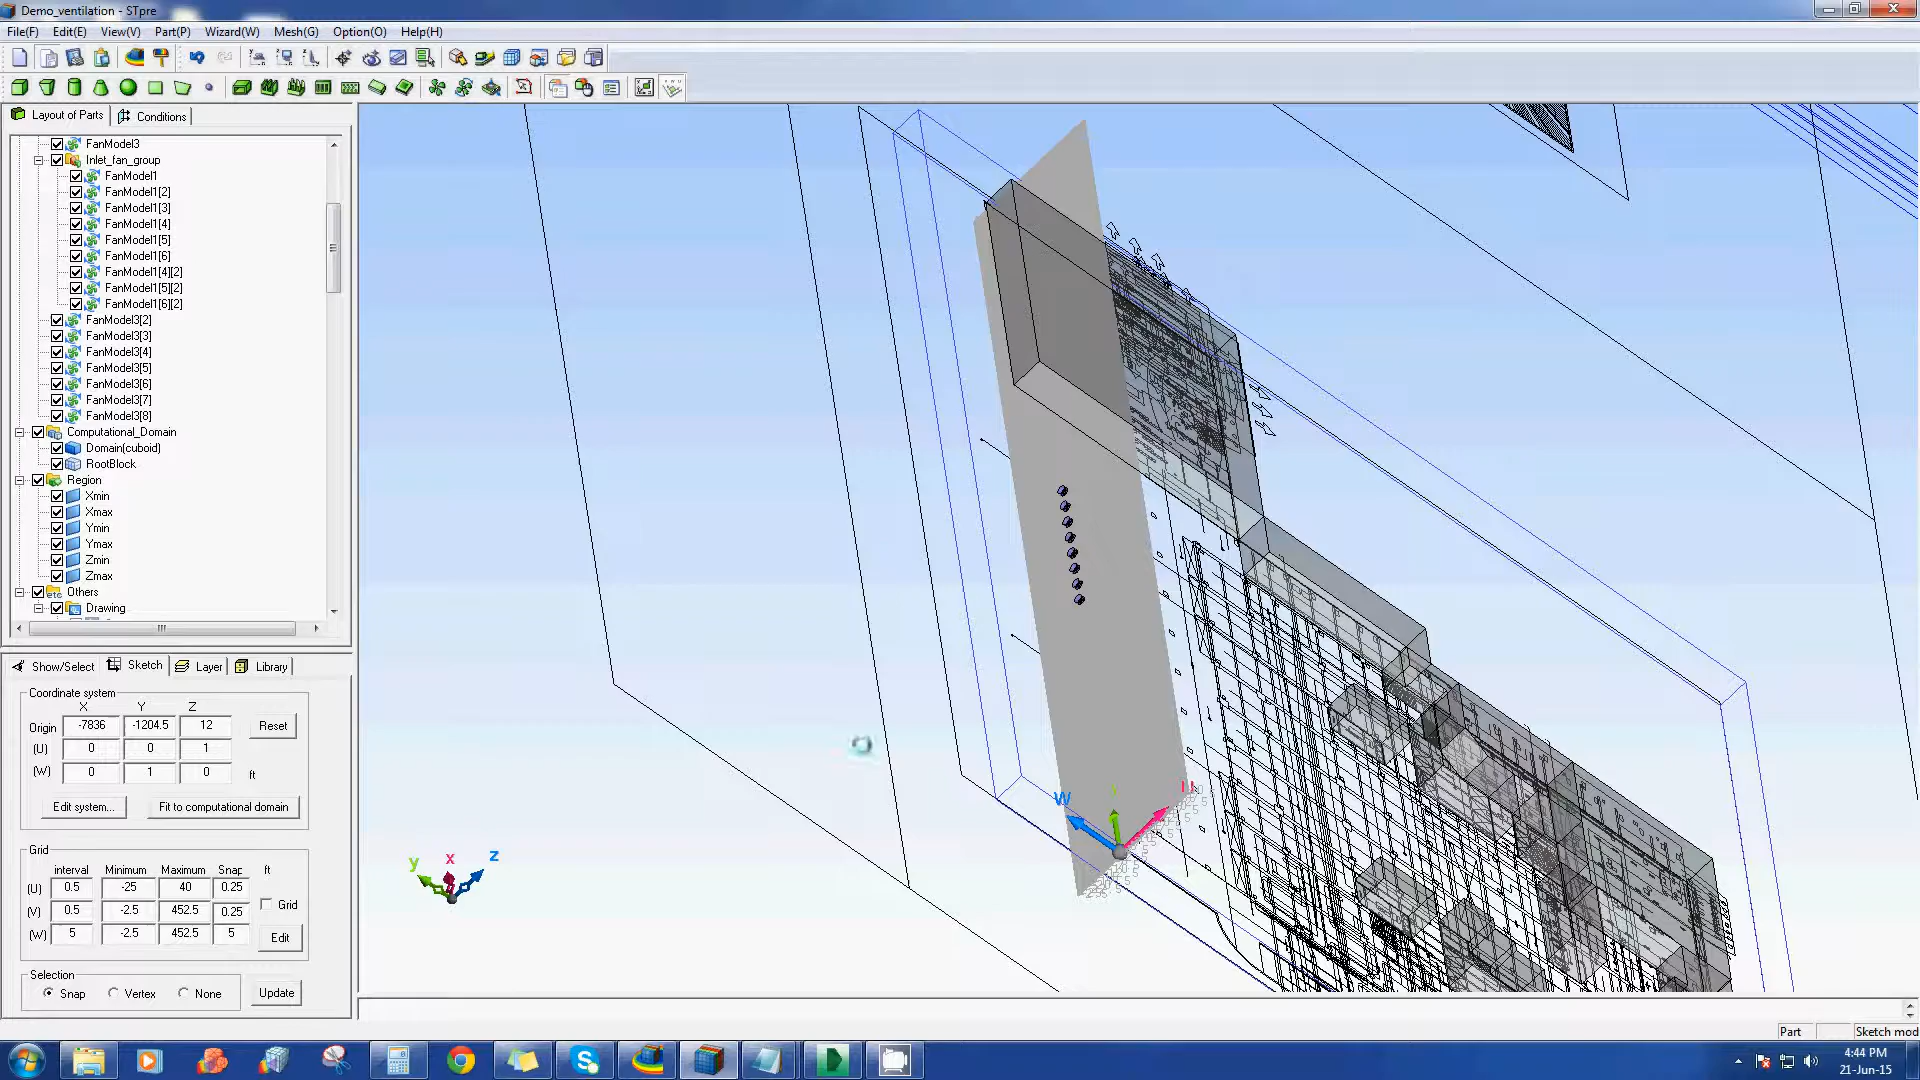 Demo_ventilation - STpre
File(F) Edit(E) View(V) Part(P) Wizard(W) Mesh(G) Option(O) Help(H)
Layout of Parts Conditions
FanModel3
Inlet_fan_group
FanModel1
FanModel1[2]
FanModel1[3]
FanModel1[4]
FanModel1[5]
FanModel1[6]
FanModel1[4][2]
FanModel1[5][2]
FanModel1[6][2]
FanModel3[2]
FanModel3[3]
FanModel3[4]
FanModel3[5]
FanModel3[6]
FanModel3[7]
FanModel3[8]
Computational_Domain
Domain(cuboid)
RootBlock
Region
Xmin
Xmax
Ymin
Ymax
Zmin
Zmax
etc Others
Drawing
Show/Select Sketch Layer Library
Coordinate system
X Y Z
Origin -7836 -1204.5 12 Reset
(U) 0 0 1
(W) 0 1 0 ft
Edit system... Fit to computational domain
Grid
interval Minimum Maximum Snap ft
(U) 0.5 -25 40 0.25
Grid
(V) 0.5 -2.5 452.5 0.25
(W) 5 -2.5 452.5 5
Edit
Selection
Snap Vertex None Update
W U
y x z
Part Sketch mod
4:44 PM
21-Jun-15